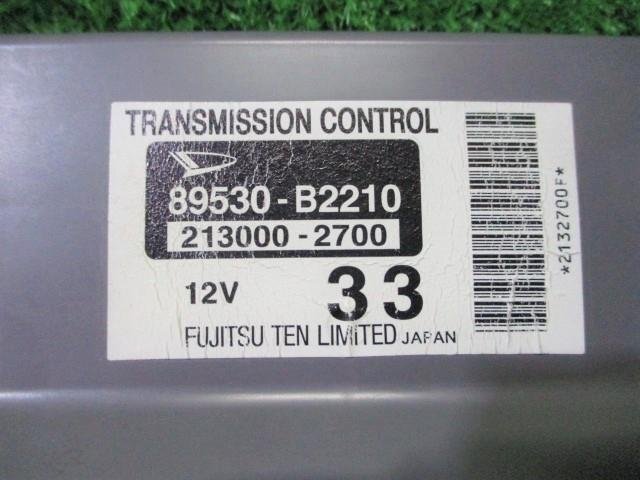 TRANSMISSION CONTROL
89530-B2210
213000-2700
12V 33
FUJITSU TEN LIMITED JAPAN
*2132700F*